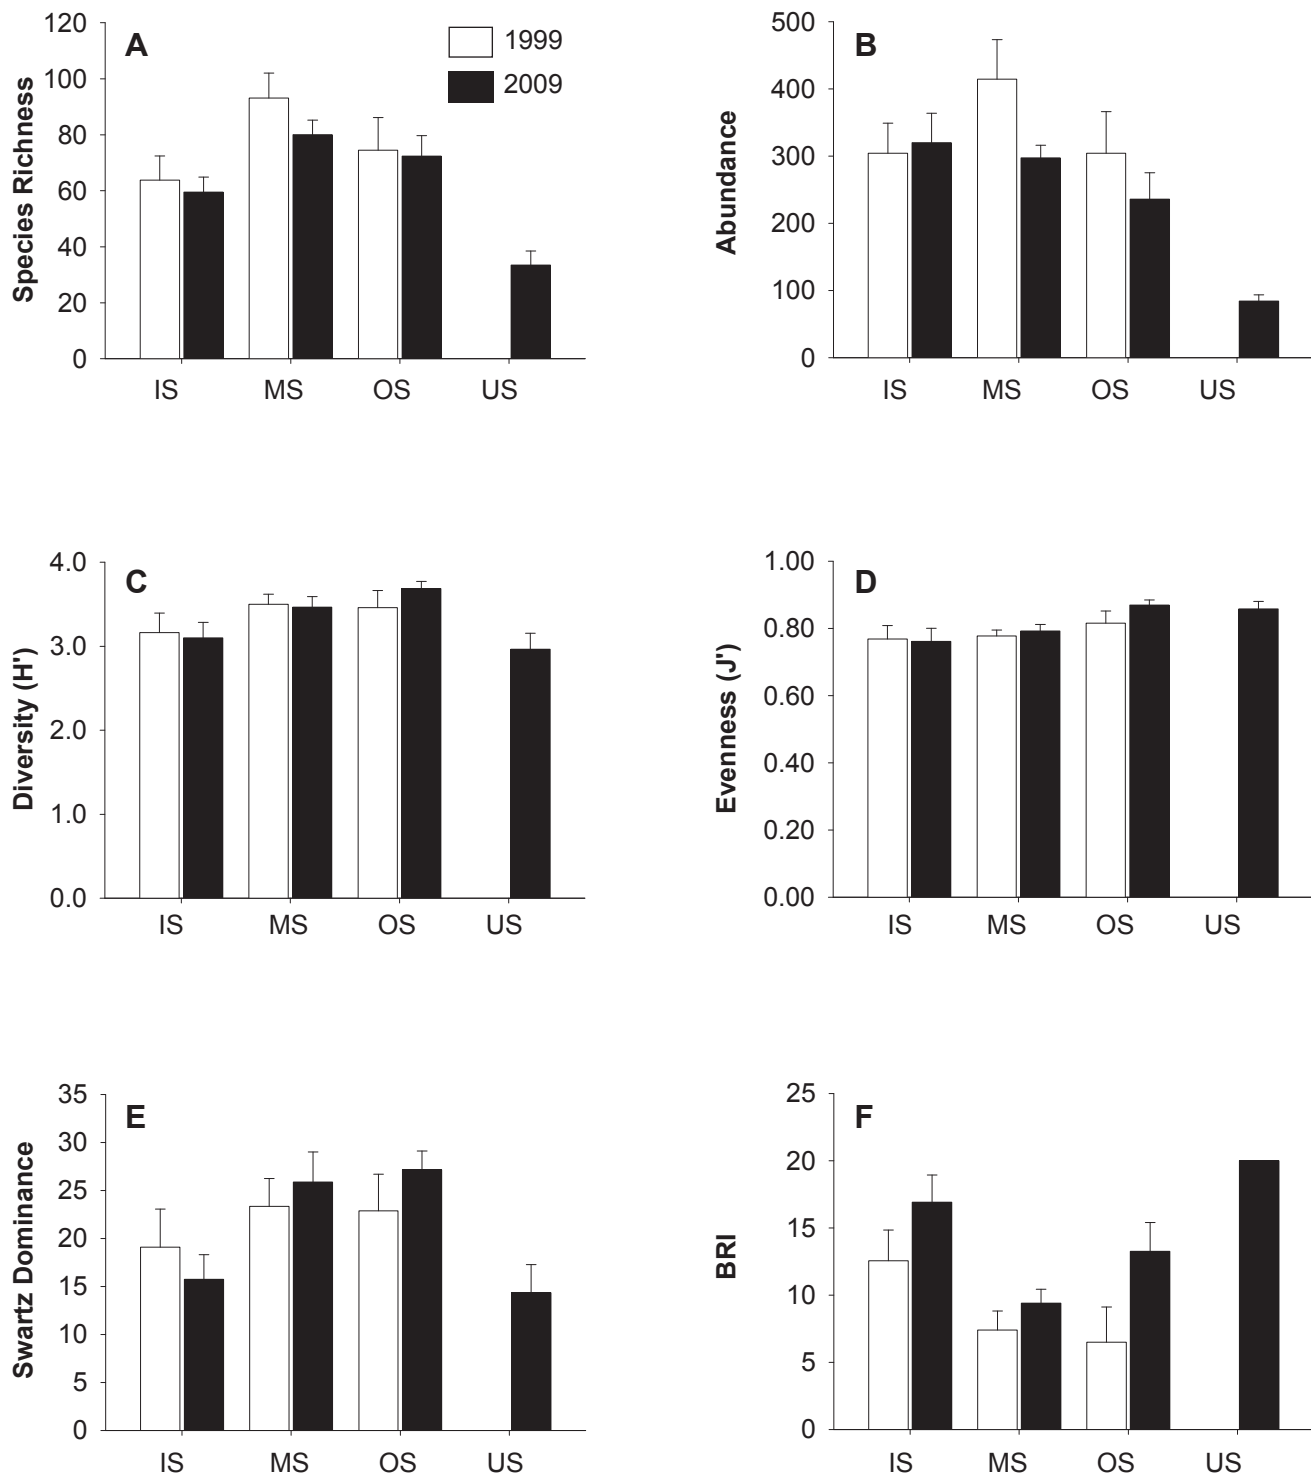 A
1999
2009
Species Richness
120
100
80
60
40
20
0
IS MS OS US
B
Abundance
500
400
300
200
100
0
IS MS OS US
C
Diversity (H')
4.0
3.0
2.0
1.0
0.0
IS MS OS US
D
Evenness (J')
1.00
0.80
0.60
0.40
0.20
0.00
IS MS OS US
E
Swartz Dominance
35
30
25
20
15
10
5
0
IS MS OS US
F
BRI
25
20
15
10
5
0
IS MS OS US